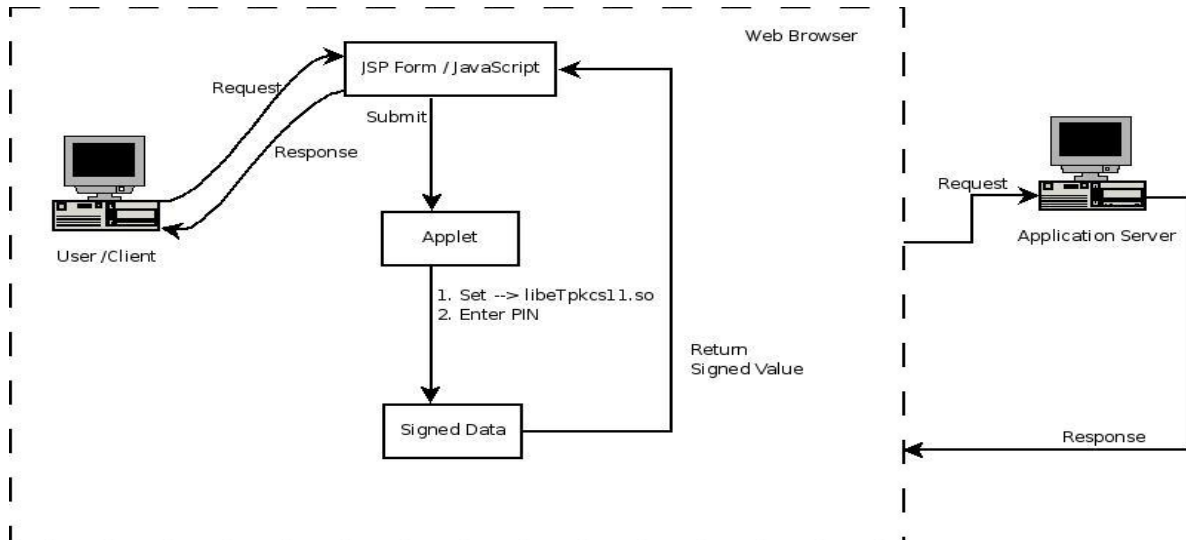 Web Browser
JSP Form / JavaScript
Request
Submit
Response
User /Client
Applet
1. Set --> libeTpkcs11.so
2. Enter PIN
Return
Signed Value
Signed Data
Request
Application Server
Response